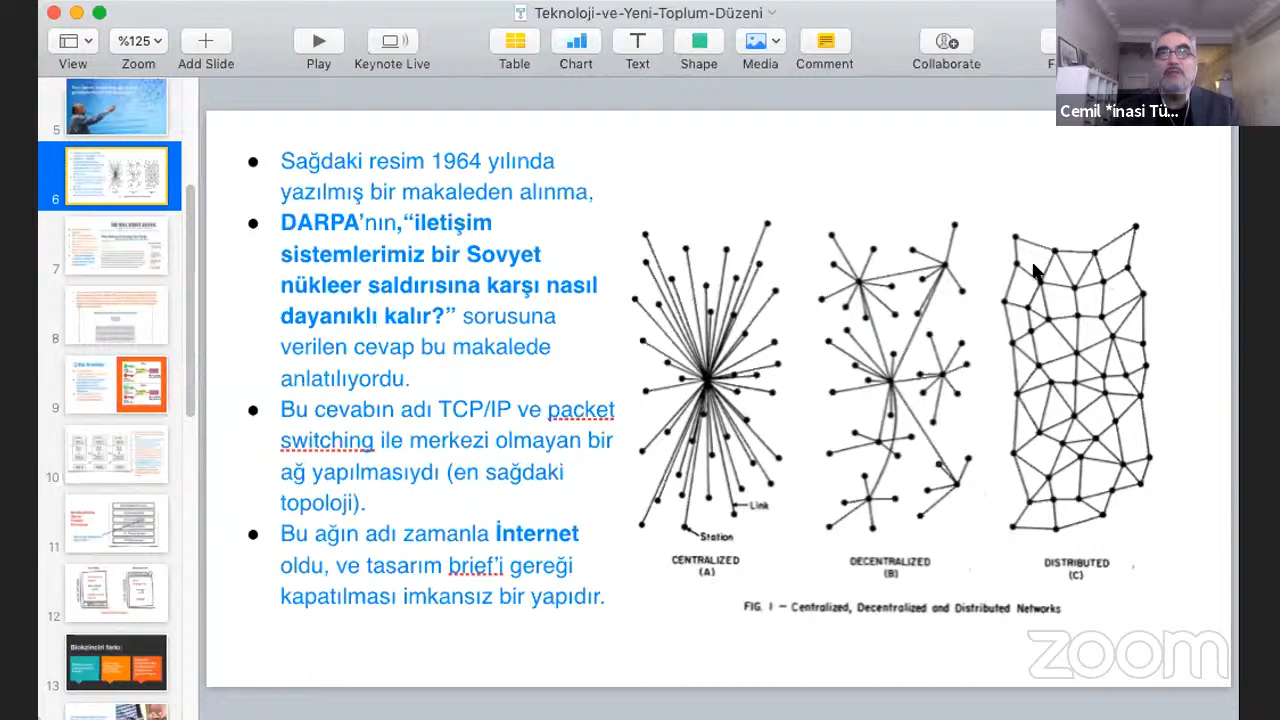 Teknoloji-ve-Yeni-Toplum-Düzeni
%125
View
Zoom
Add Slide
Play
Keynote Live
Table
Chart
Text
Shape
Media
Comment
Collaborate
Cemil *inasi Tü...
5
6
7
8
9
10
11
12
13
Blokzinciri farkı:
Sağdaki resim 1964 yılında
yazılmış bir makaleden alınma,
DARPA’nın,“iletişim
sistemlerimiz bir Sovyet
nükleer saldırısına karşı nasıl
dayanıklı kalır?” sorusuna
verilen cevap bu makalede
anlatılıyordu.
Bu cevabın adı TCP/IP ve packet
switching ile merkezi olmayan bir
ağ yapılmasıydı (en sağdaki
topoloji).
Bu ağın adı zamanla İnternet
oldu, ve tasarım brief’i gereği
kapatılması imkansız bir yapıdır.
Link
Station
CENTRALIZED
(A)
DECENTRALIZED
(B)
DISTRIBUTED
(C)
FIG. 1 – Centralized, Decentralized and Distributed Networks
zoom